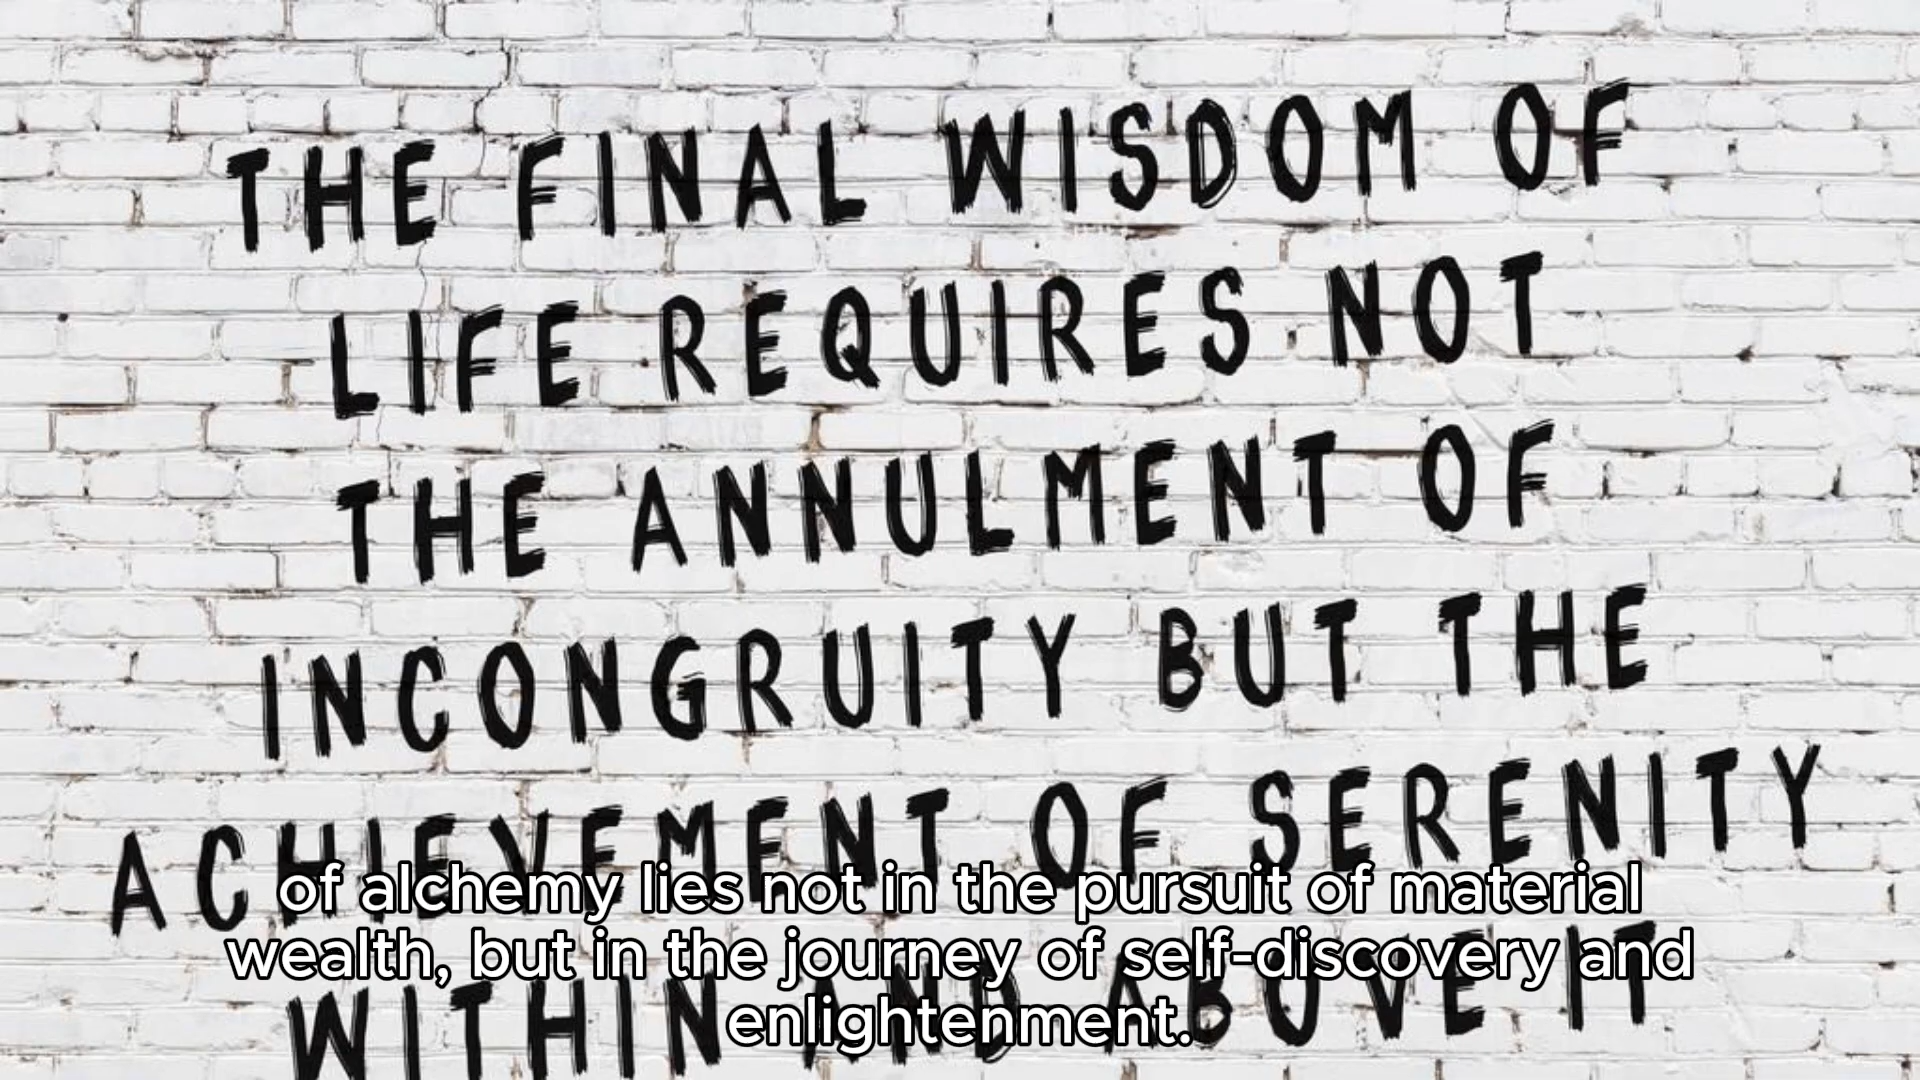 THE FINAL WISDOM OF
LIFE REQUIRES NOT
THE ANNULMENT OF
INCONGRUITY BUT THE
ACHIEVEMENT OF SERENITY
WITHIN AND ABOVE IT
of alchemy lies not in the pursuit of material
wealth, but in the journey of self-discovery and
enlightenment.